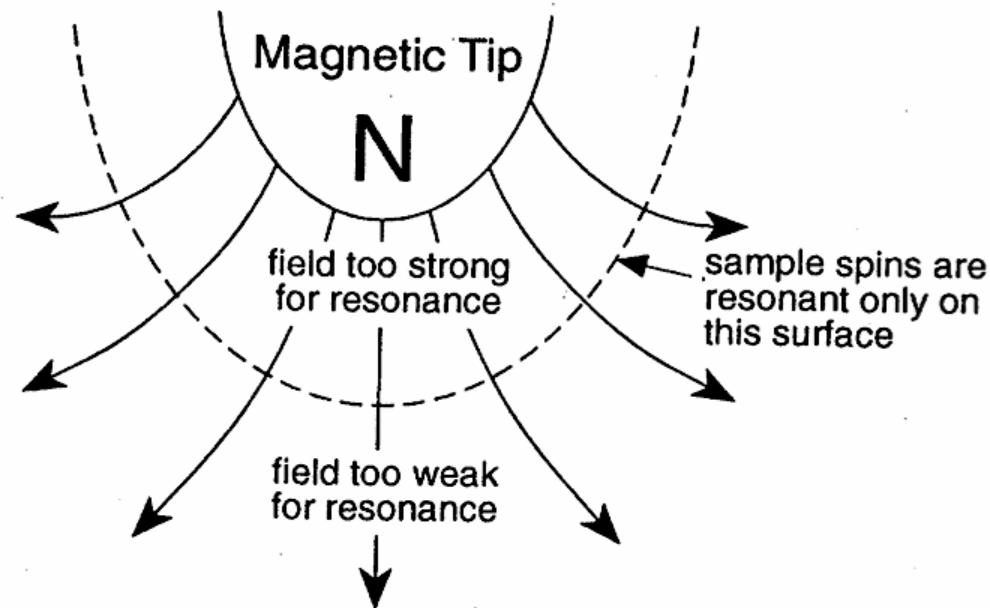 Magnetic Tip
N
field too strong
for resonance
sample spins are
resonant only on
this surface
field too weak
for resonance